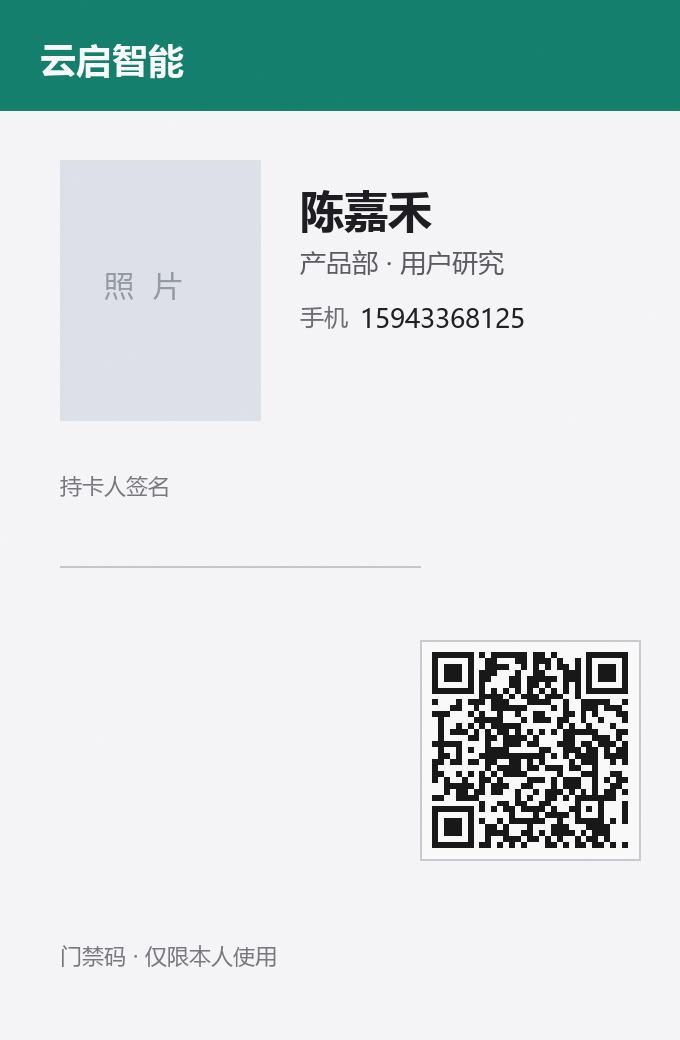 云启智能
照 片
陈嘉禾
产品部 · 用户研究
手机 15943368125
持卡人签名
门禁码 · 仅限本人使用